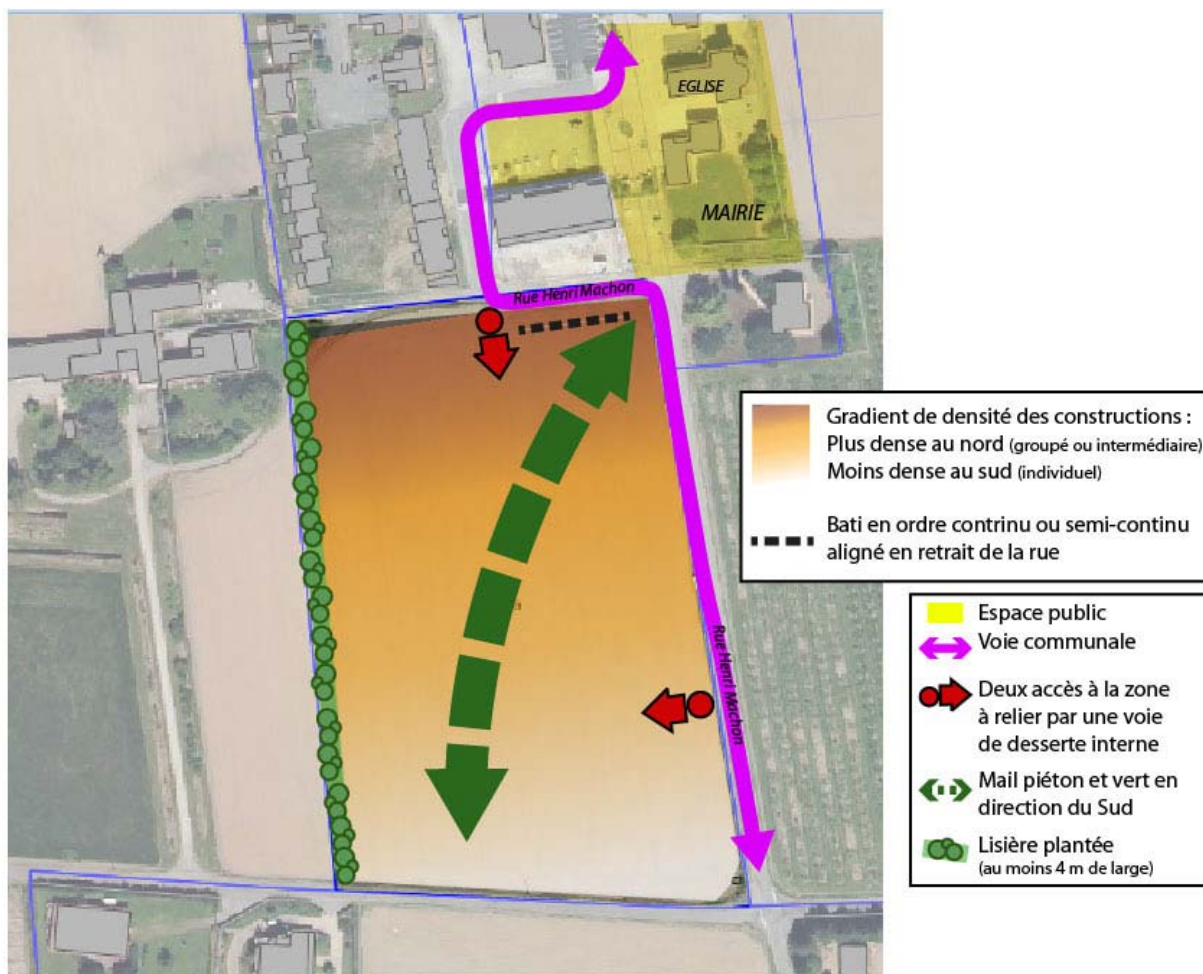 EGLISE
MAIRIE
Rue Henri Machon
Rue Henri Machon
Gradient de densité des constructions :
Plus dense au nord (groupé ou intermédiaire)
Moins dense au sud (individuel)
Bati en ordre contrinu ou semi-continu
aligné en retrait de la rue
Espace public
Voie communale
Deux accès à la zone
à relier par une voie
de desserte interne
Mail piéton et vert en
direction du Sud
Lisière plantée
(au moins 4 m de large)